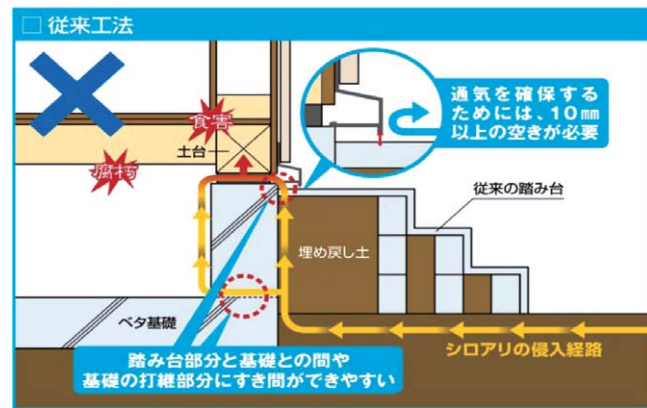 □ 従来工法
通気を確保する
ためには、10㎜
以上の空きが必要
食害
土台
腐朽
従来の踏み台
埋め戻し土
ベタ基礎
シロアリの侵入経路
踏み台部分と基礎との間や
基礎の打継部分にすき間ができやすい